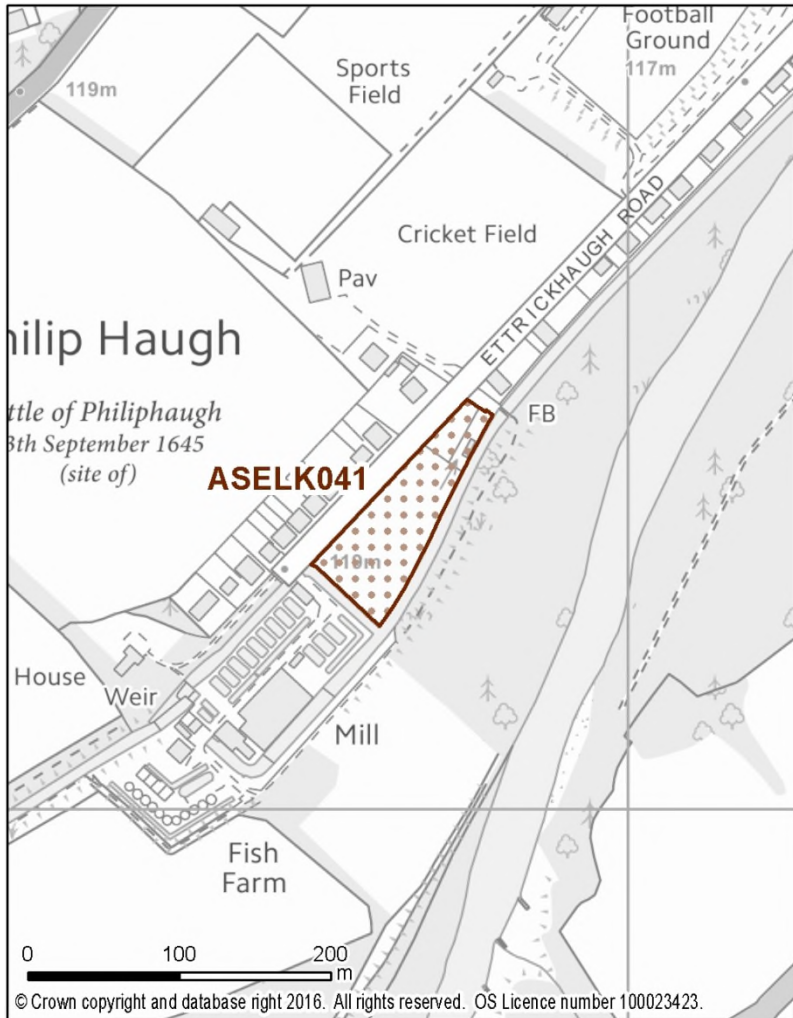 Football
Ground
117m
Sports
Field
119m
ETTRICKHAUGH ROAD
Cricket Field
Pav
hilip Haugh
ttle of Philiphaugh
3th September 1645
(site of)
FB
ASELK041
119m
House
Weir
Mill
Fish
Farm
0 100 200
m
© Crown copyright and database right 2016. All rights reserved. OS Licence number 100023423.